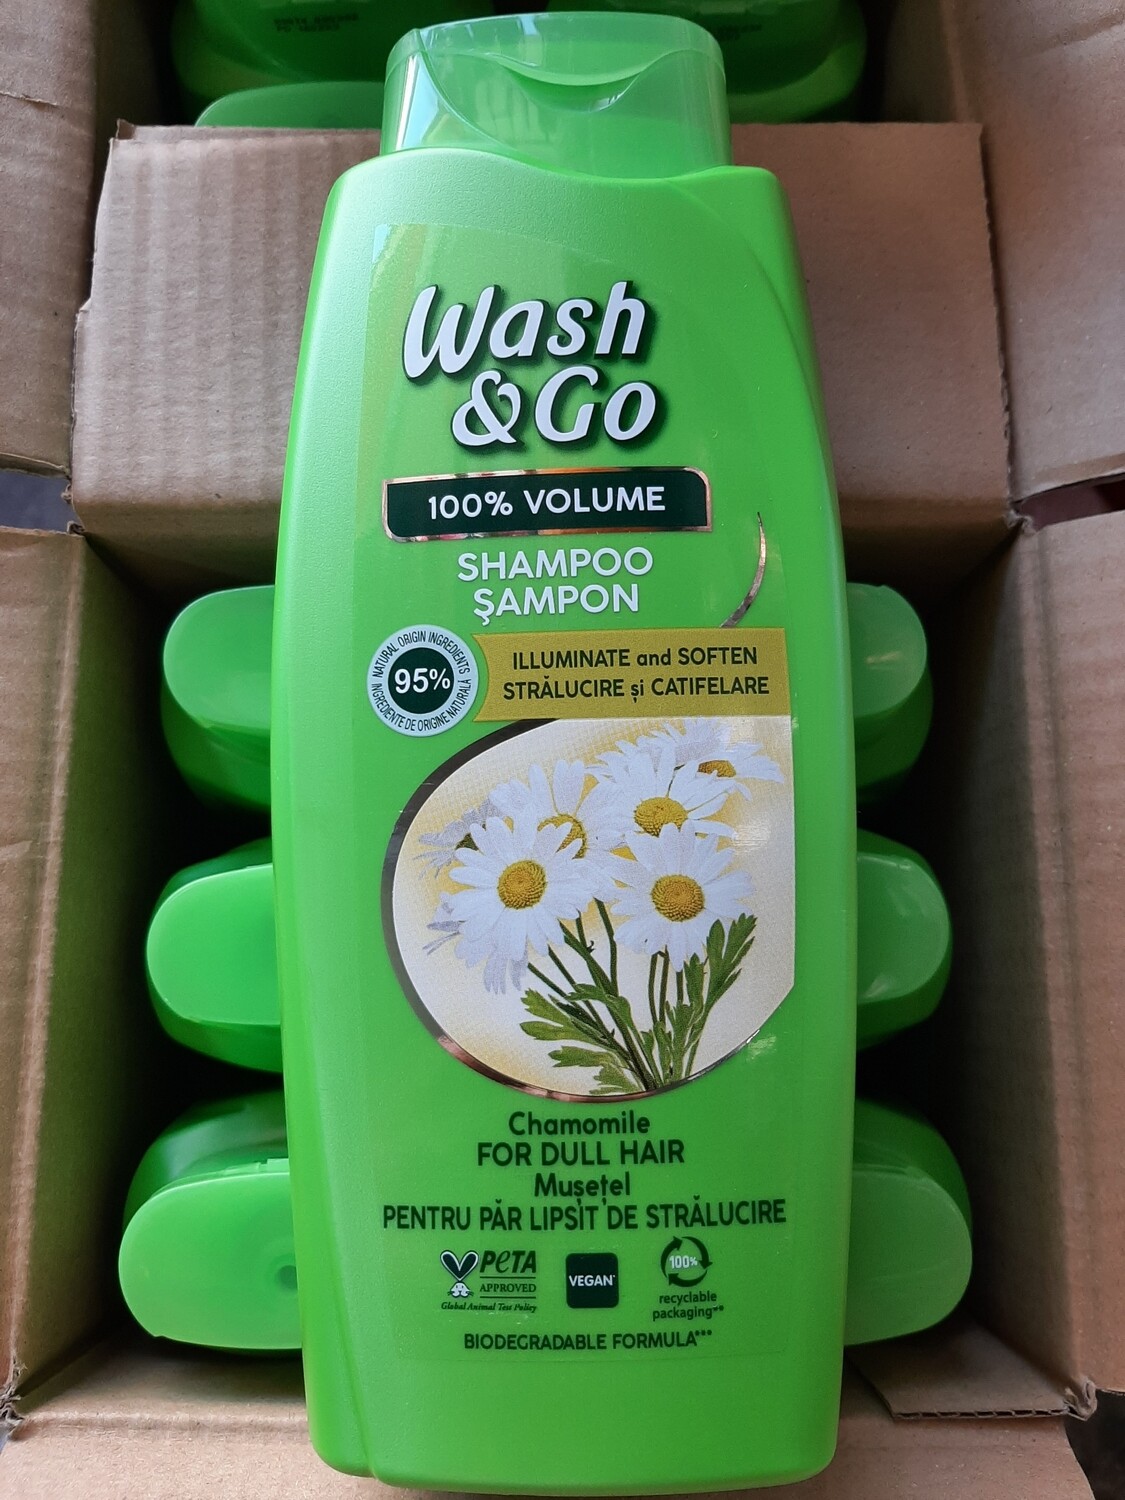 Wash
&Go
100% VOLUME
SHAMPOO
ŞAMPON
NATURAL ORIGIN INGREDIENTS
95%
INGREDIENTE DE ORIGINE NATURALĂ
ILLUMINATE and SOFTEN
STRĂLUCIRE și CATIFELARE
Chamomile
FOR DULL HAIR
Mușețel
PENTRU PĂR LIPSIT DE STRĂLUCIRE
PeTA
APPROVED
Global Animal Test Policy
VEGAN*
100%
recyclable
packaging**
BIODEGRADABLE FORMULA***